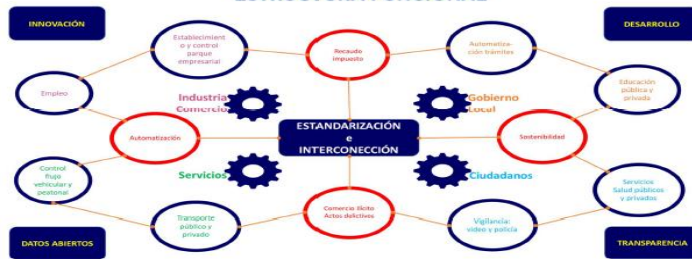 ESTRUCTURA FUNCIONAL
INNOVACIÓN
DESARROLLO
Establecimient
o y control
parque
empresarial
Recaudo
impuesto
Automatiza-
ción trámites
Empleo
Industria
Comercio
Gobierno
Local
Educación
pública y
privada
Automatización
ESTANDARIZACIÓN
e
INTERCONECCIÓN
Sostenibilidad
Control
flujo
vehicular y
peatonal
Servicios
Ciudadanos
Servicios
Salud públicos
y privados
Transporte
público y
privado
Comercio ilícito
Actos delictivos
Vigilancia:
video y policía
DATOS ABIERTOS
TRANSPARENCIA